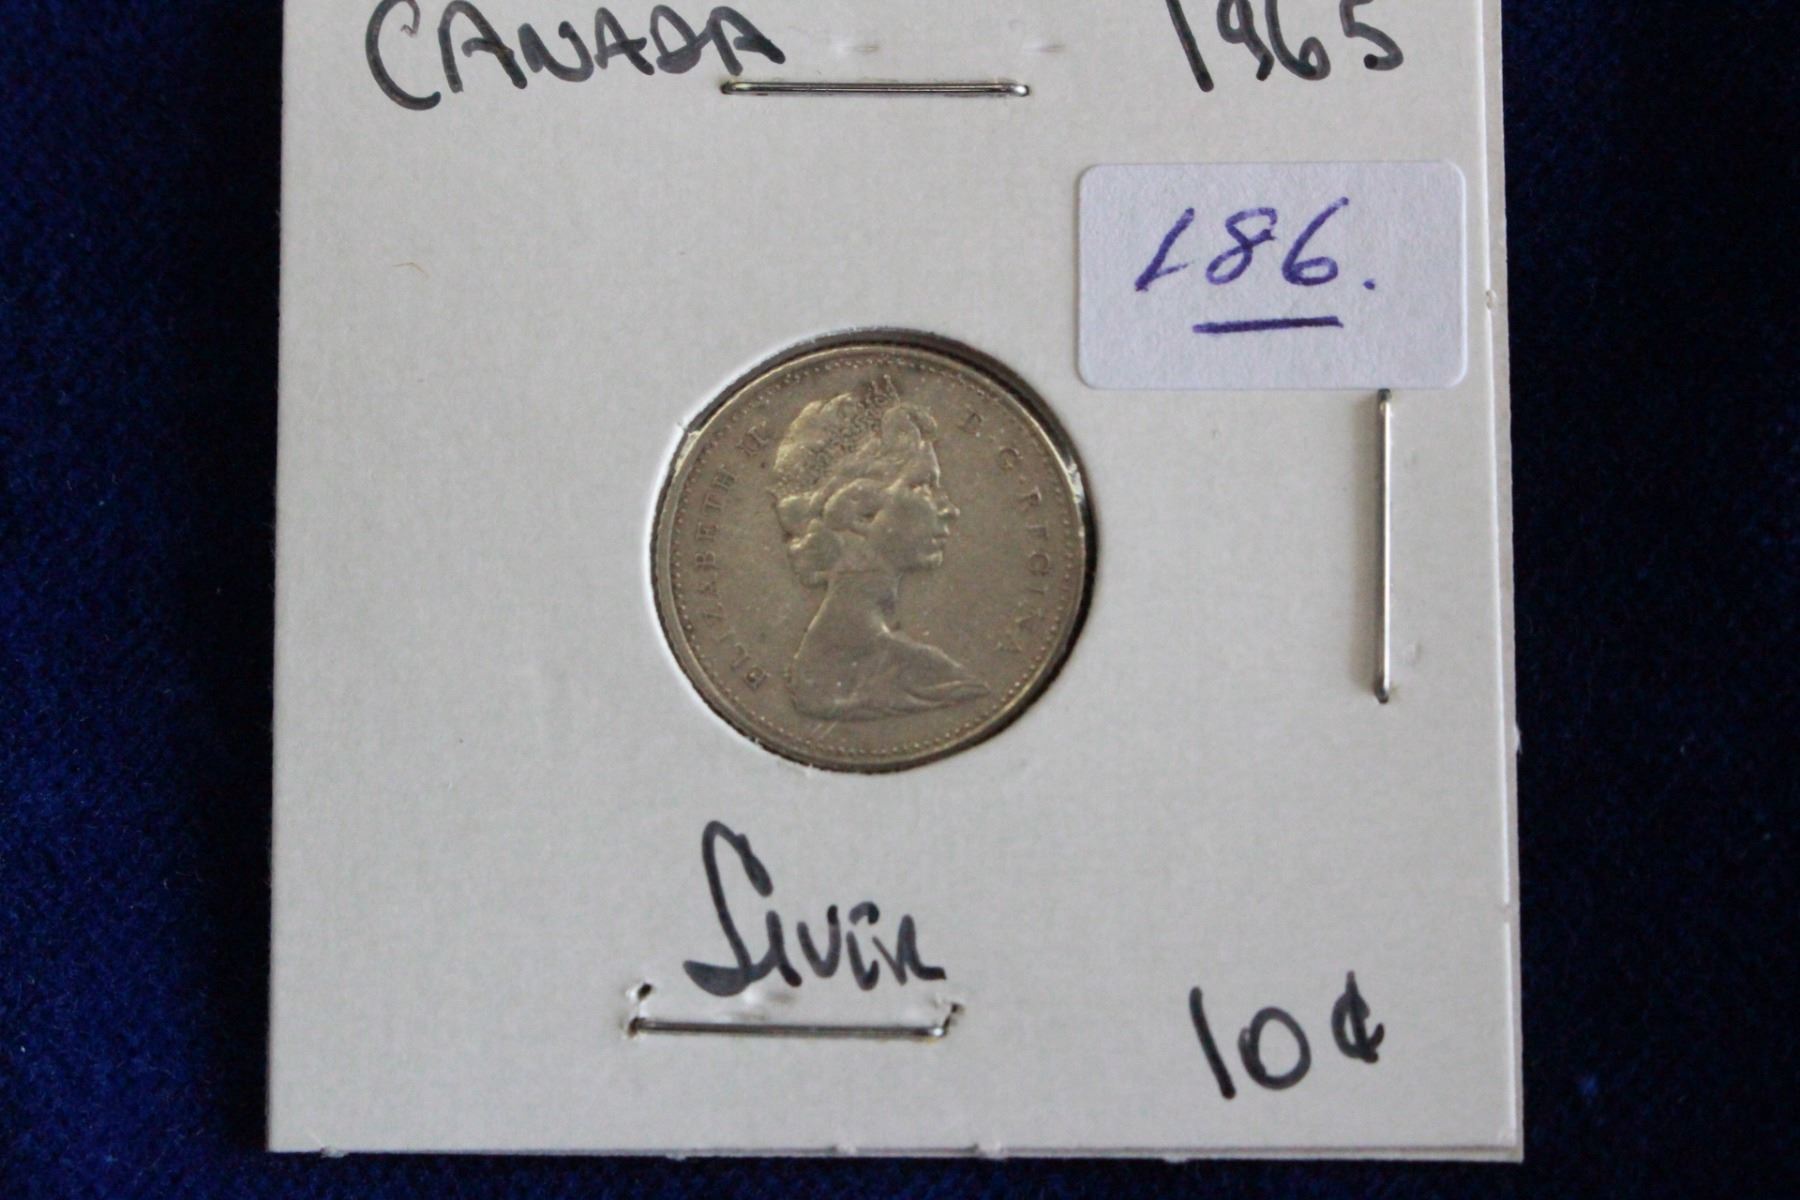 CANADA 1965
186.
ELIZABETH II D·G·REGINA
Silver
10¢